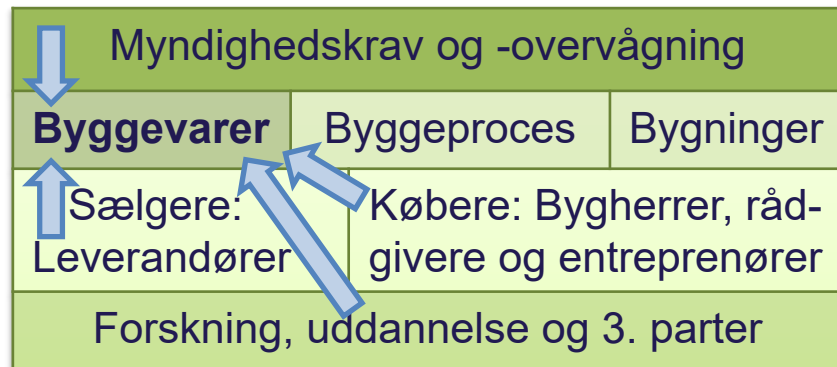 Myndighedskrav og -overvågning
Byggevarer Byggeproces Bygninger
Sælgere:
Leverandører
Købere: Bygherrer, råd-
givere og entreprenører
Forskning, uddannelse og 3. parter